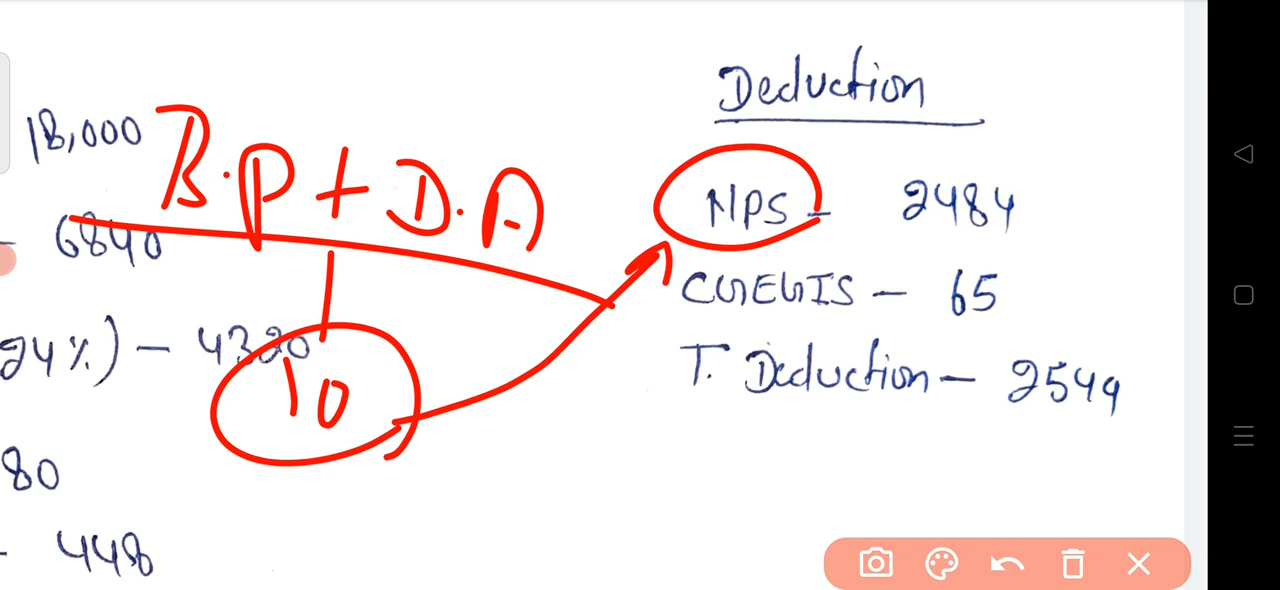 Deduction
18,000
B.P + D.A
NPS - 2484
- 6840
CGEGIS - 65
24%) - 4320
T. Deduction - 2549
10
80
- 448